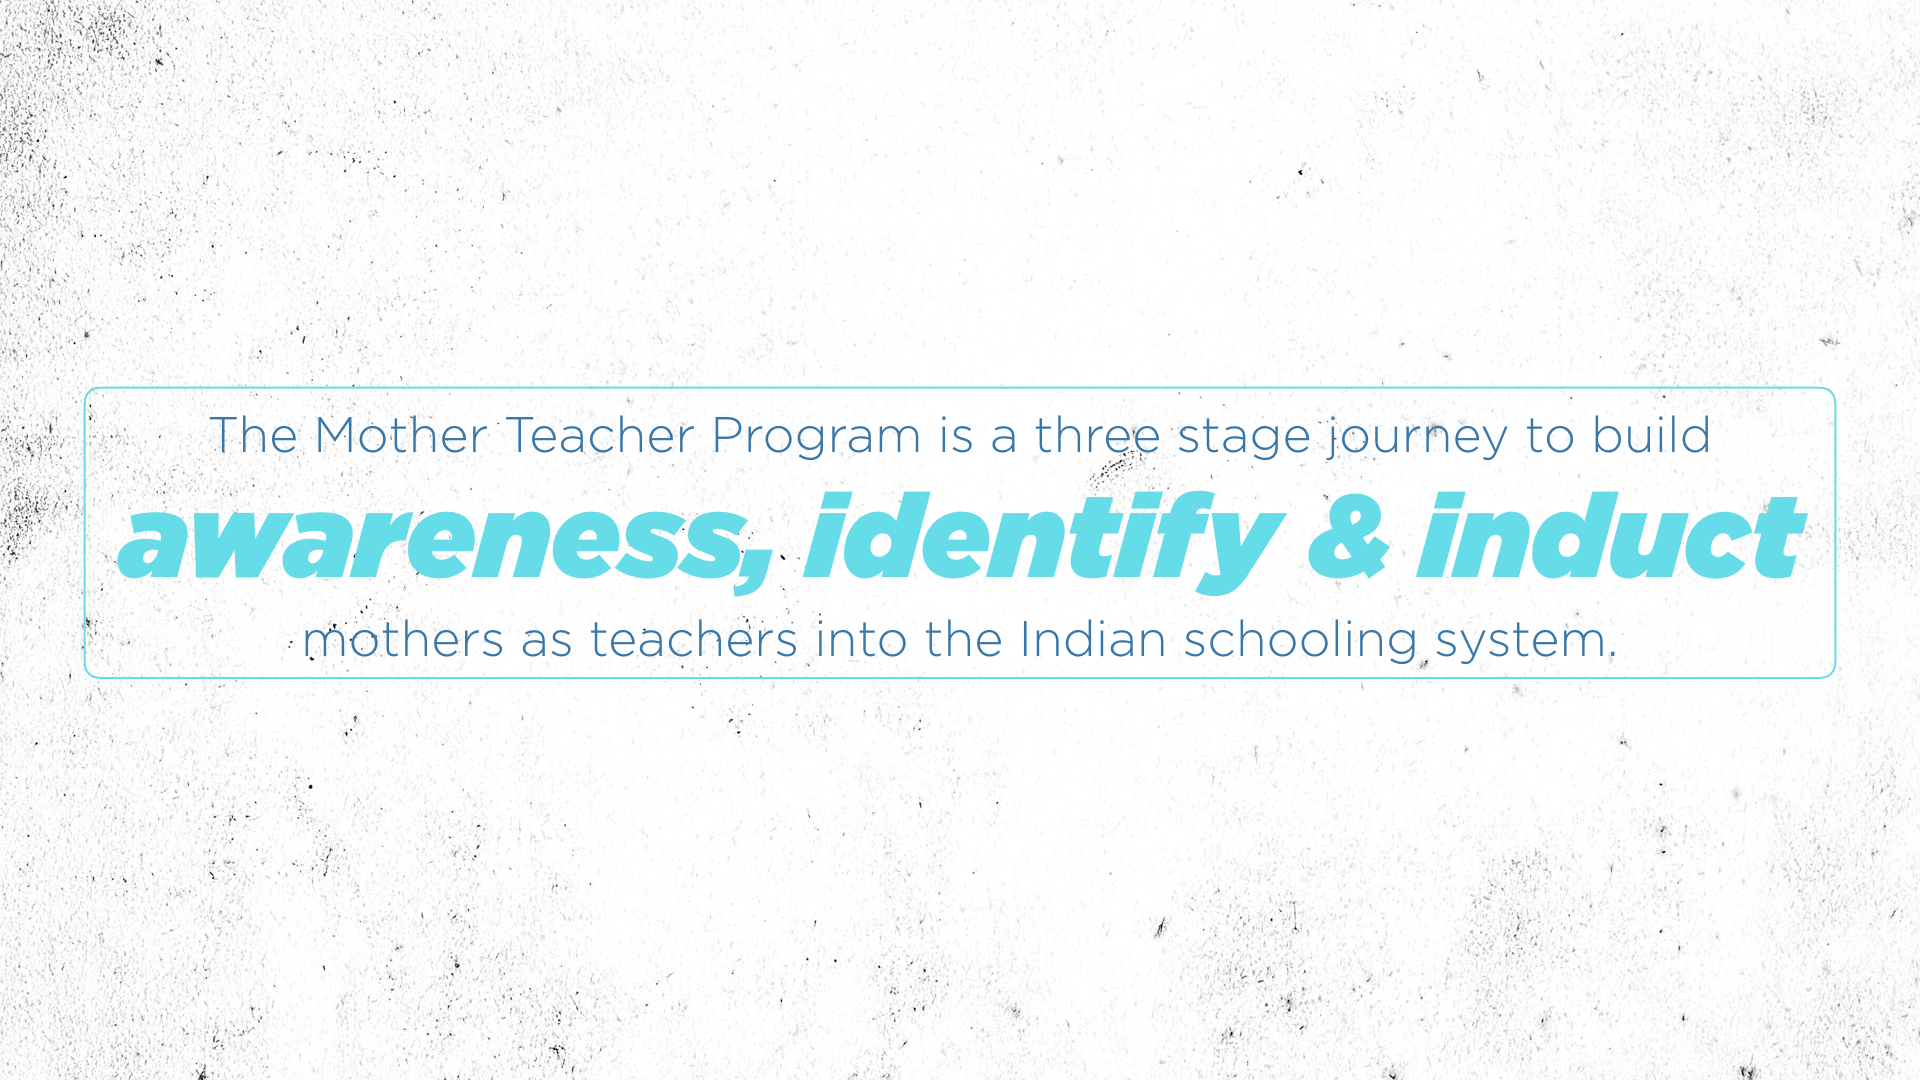 The Mother Teacher Program is a three stage journey to build
awareness, identify & induct
mothers as teachers into the Indian schooling system.